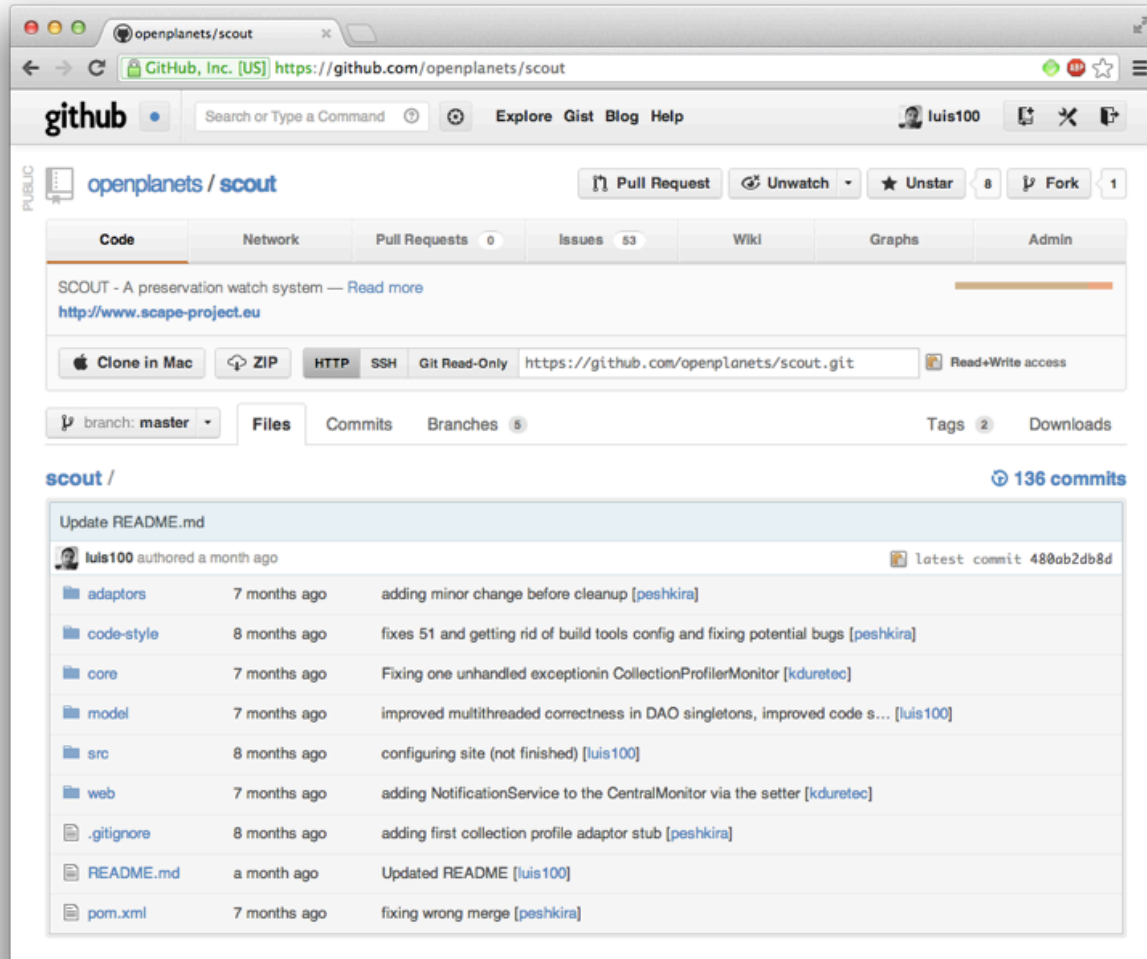 openplanets/scout
GitHub, Inc. [US] https://github.com/openplanets/scout
ABP
github Search or Type a Command Explore Gist Blog Help luis100
PUBLIC
openplanets / scout Pull Request Unwatch Unstar 8 Fork 1
Code Network Pull Requests 0 Issues 53 Wiki Graphs Admin
SCOUT - A preservation watch system — Read more
http://www.scape-project.eu
Clone in Mac ZIP HTTP SSH Git Read-Only https://github.com/openplanets/scout.git Read+Write access
branch: master Files Commits Branches 5 Tags 2 Downloads
scout / 136 commits
Update README.md
luis100 authored a month ago latest commit 480ab2db8d
adaptors 7 months ago adding minor change before cleanup [peshkira]
code-style 8 months ago fixes 51 and getting rid of build tools config and fixing potential bugs [peshkira]
core 7 months ago Fixing one unhandled exceptionin CollectionProfilerMonitor [kduretec]
model 7 months ago improved multithreaded correctness in DAO singletons, improved code s... [luis100]
src 8 months ago configuring site (not finished) [luis100]
web 7 months ago adding NotificationService to the CentralMonitor via the setter [kduretec]
.gitignore 8 months ago adding first collection profile adaptor stub [peshkira]
README.md a month ago Updated README [luis100]
pom.xml 7 months ago fixing wrong merge [peshkira]